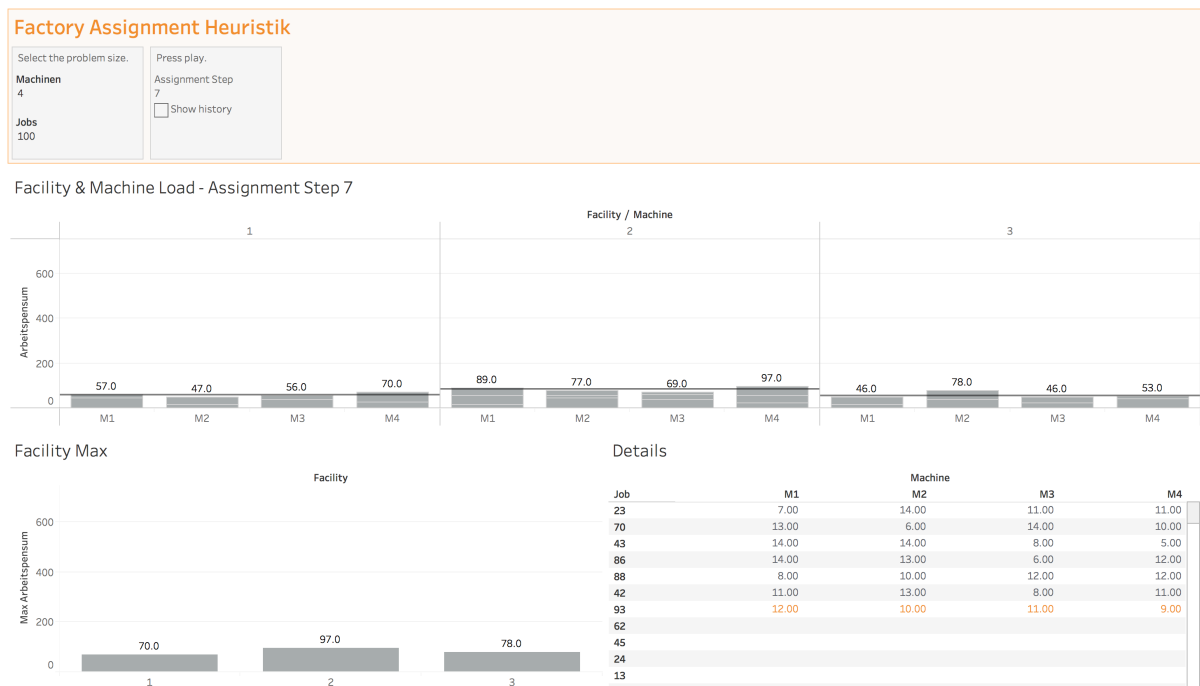 Factory Assignment Heuristik
Select the problem size.
Machinen
4
Jobs
100
Press play.
Assignment Step
7
Show history
Facility & Machine Load - Assignment Step 7
Facility / Machine
1 2 3
Arbeitspensum
600
400
200
0
57.0 47.0 56.0 70.0 89.0 77.0 69.0 97.0 46.0 78.0 46.0 53.0
M1 M2 M3 M4 M1 M2 M3 M4 M1 M2 M3 M4
Facility Max
Facility
Max Arbeitspensum
600
400
200
0
70.0 97.0 78.0
1 2 3
Details
Machine
Job M1 M2 M3 M4
23 7.00 14.00 11.00 11.00
70 13.00 6.00 14.00 10.00
43 14.00 14.00 8.00 5.00
86 14.00 13.00 6.00 12.00
88 8.00 10.00 12.00 12.00
42 11.00 13.00 8.00 11.00
93 12.00 10.00 11.00 9.00
62
45
24
13